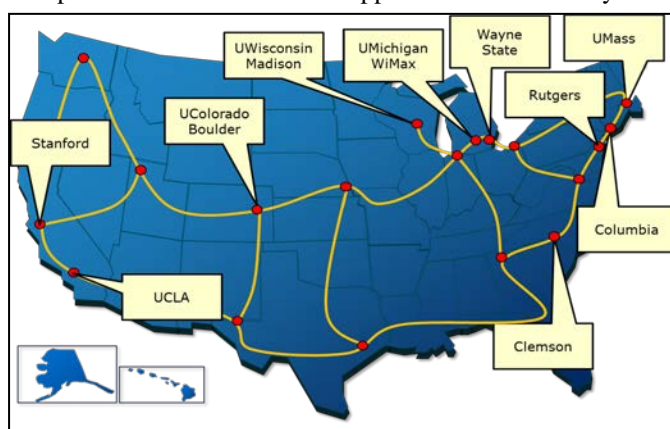 UWisconsin
Madison
UMichigan
WiMax
Wayne
State
UMass
UColorado
Boulder
Rutgers
Stanford
Columbia
UCLA
Clemson